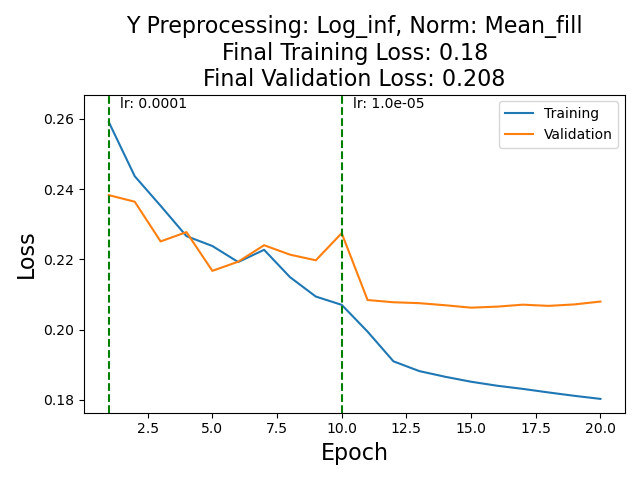 Y Preprocessing: Log_inf, Norm: Mean_fill
Final Training Loss: 0.18
Final Validation Loss: 0.208
lr: 0.0001
lr: 1.0e-05
Training
Validation
0.26
0.24
0.22
0.20
0.18
Loss
2.5 5.0 7.5 10.0 12.5 15.0 17.5 20.0
Epoch